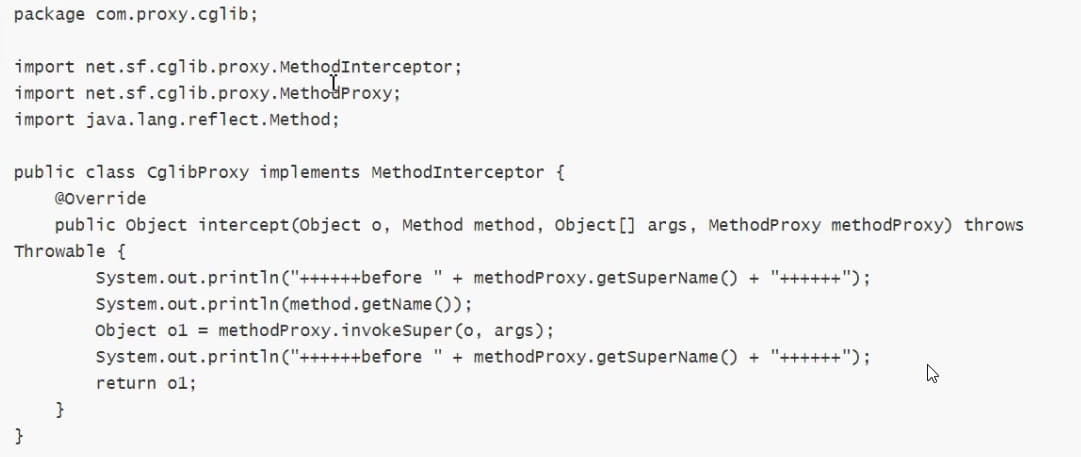 package com.proxy.cglib;
import net.sf.cglib.proxy.MethodInterceptor;
import net.sf.cglib.proxy.MethodProxy;
import java.lang.reflect.Method;
public class CglibProxy implements MethodInterceptor {
@Override
public Object intercept(Object o, Method method, Object[] args, MethodProxy methodProxy) throws
Throwable {
System.out.println("++++++before " + methodProxy.getSuperName() + "++++++");
System.out.println(method.getName());
Object o1 = methodProxy.invokeSuper(o, args);
System.out.println("++++++before " + methodProxy.getSuperName() + "++++++");
return o1;
}
}